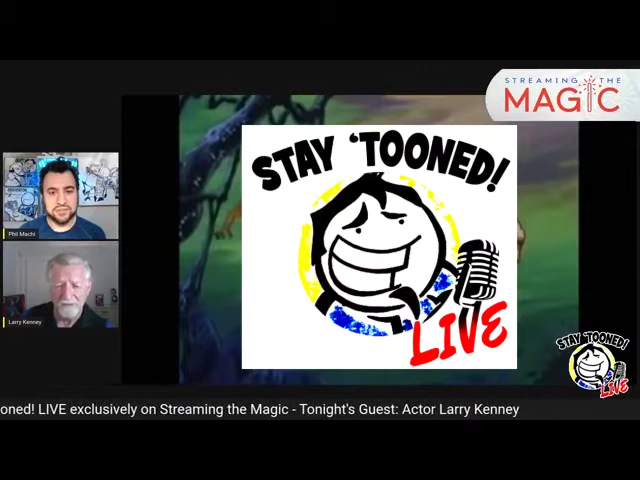 STREAMING THE
MAGIC
STAY 'TOONED!
LIVE
Phil Machi
Larry Kenney
STAY 'TOONED!
LIVE
ooned! LIVE exclusively on Streaming the Magic - Tonight's Guest: Actor Larry Kenney